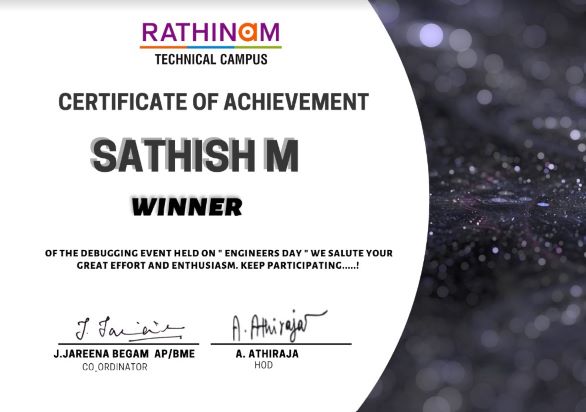 RATHINAM
TECHNICAL CAMPUS
CERTIFICATE OF ACHIEVEMENT
SATHISH M
WINNER
OF THE DEBUGGING EVENT HELD ON " ENGINEERS DAY " WE SALUTE YOUR
GREAT EFFORT AND ENTHUSIASM. KEEP PARTICIPATING.....!
A. Athiraja
J.JAREENA BEGAM AP/BME
A. ATHIRAJA
CO_ORDINATOR
HOD